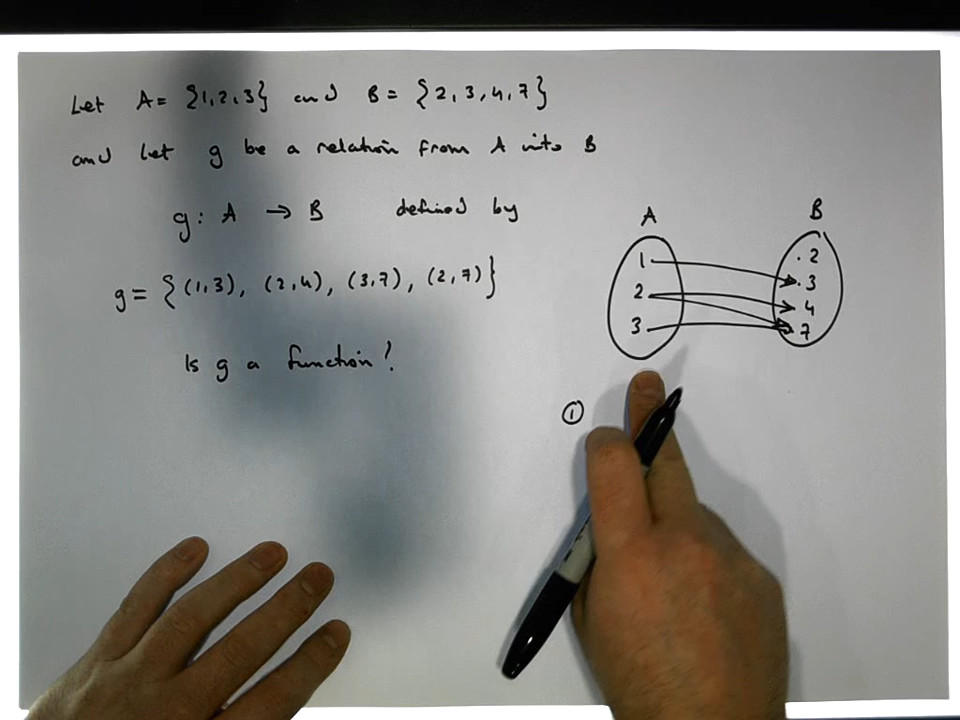 Let A = {1,2,3} and B = {2,3,4,7}
and let g be a relation from A into B
g: A → B defined by
g = {(1,3), (2,4), (3,7), (2,7)}
Is g a function?
A B
1 2
2 3
3 4
7
①